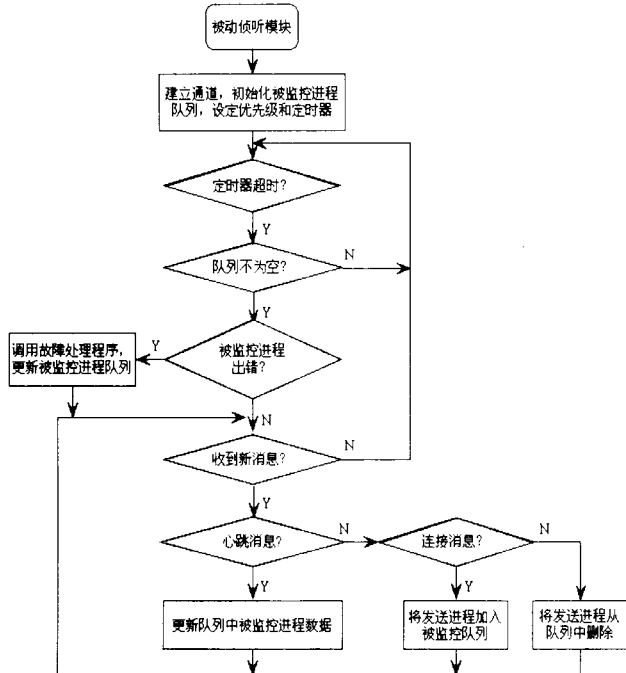 被动侦听模块
建立通道，初始化被监控进程
队列，设定优先级和定时器
定时器超时？
Y
队列不为空？
N
Y
被监控进程
出错？
Y
调用故障处理程序，
更新被监控进程队列
N
收到新消息？
N
Y
心跳消息？
N
连接消息？
N
Y
Y
更新队列中被监控进程数据
将发送进程加入
被监控队列
将发送进程从
队列中删除